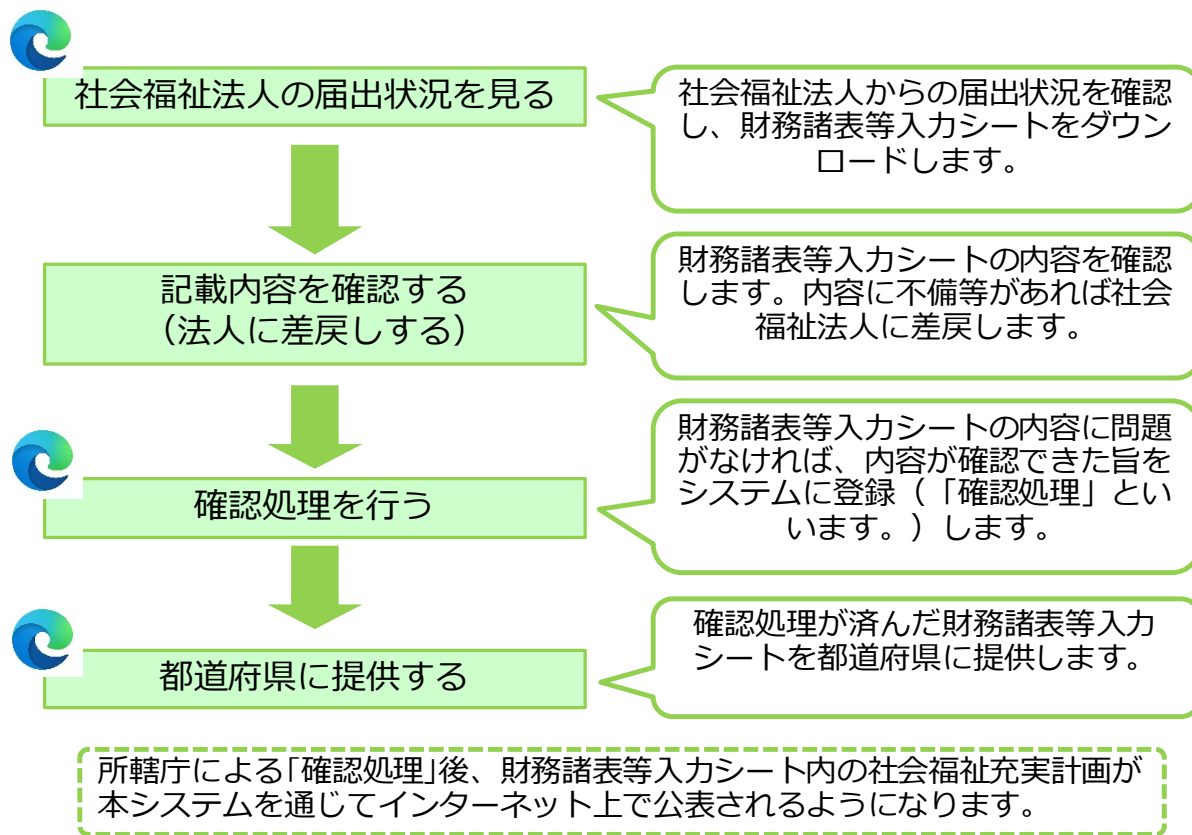 社会福祉法人の届出状況を見る
社会福祉法人からの届出状況を確認
し、財務諸表等入力シートをダウン
ロードします。
記載内容を確認する
（法人に差戻しする）
財務諸表等入力シートの内容を確認
します。内容に不備等があれば社会
福祉法人に差戻します。
確認処理を行う
財務諸表等入力シートの内容に問題
がなければ、内容が確認できた旨を
システムに登録（「確認処理」とい
います。）します。
都道府県に提供する
確認処理が済んだ財務諸表等入力
シートを都道府県に提供します。
所轄庁による「確認処理」後、財務諸表等入力シート内の社会福祉充実計画が
本システムを通じてインターネット上で公表されるようになります。